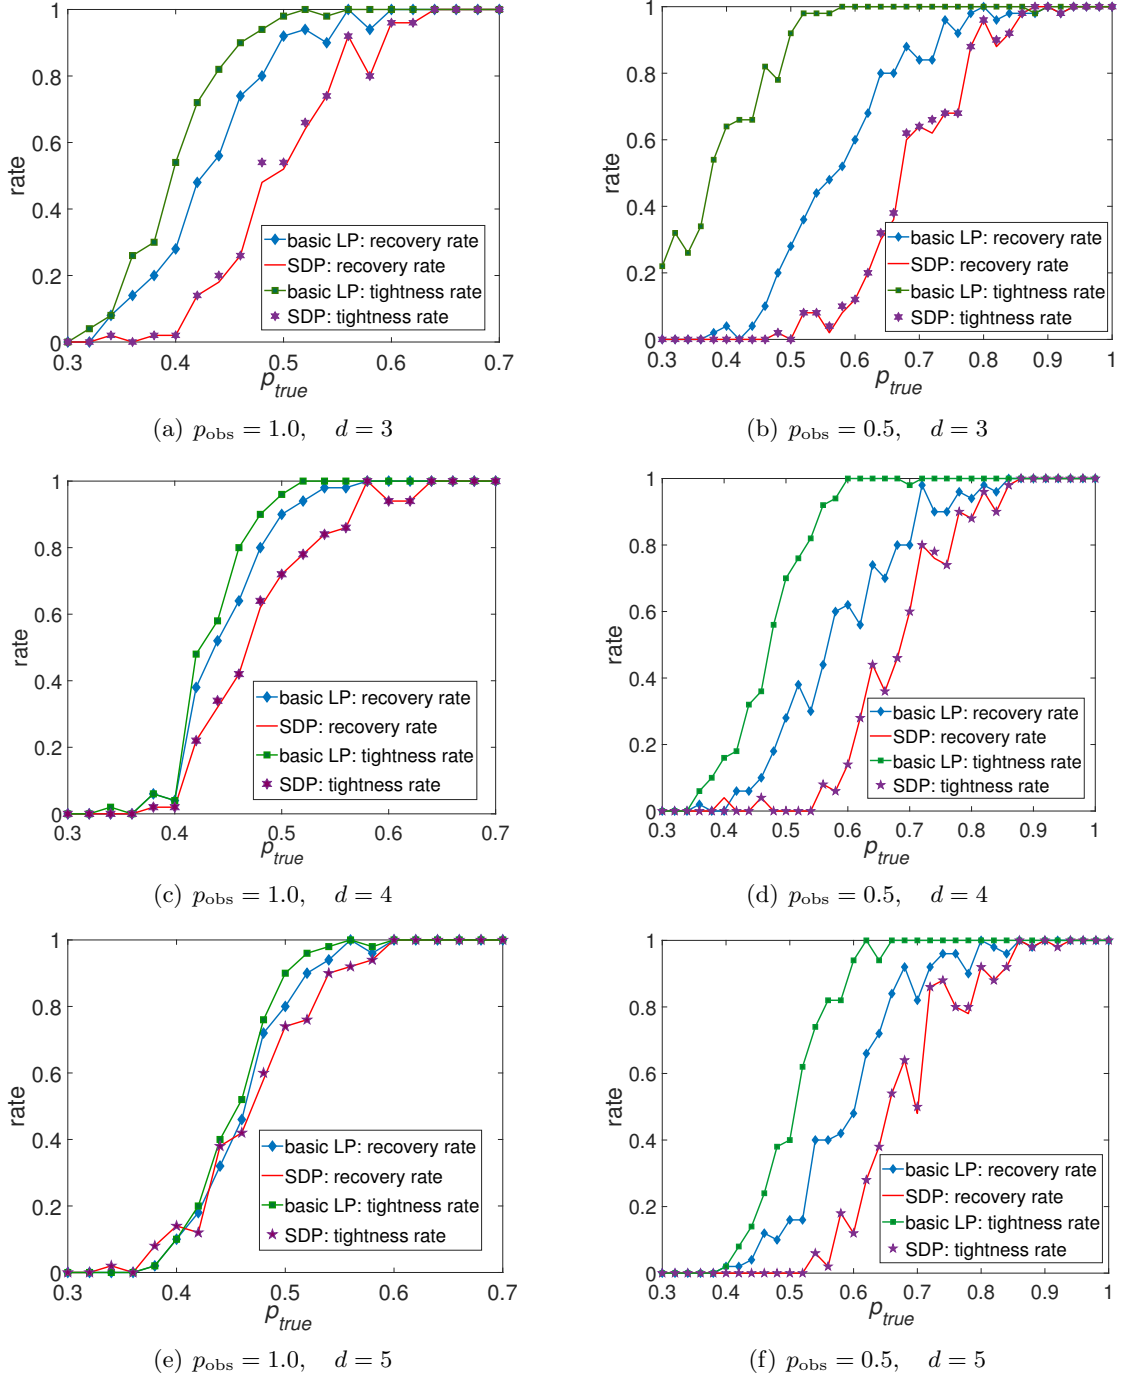 1
0.8
0.6
0.4
0.2
0
rate
0.3 0.4 0.5 0.6 0.7
p_true
basic LP: recovery rate
SDP: recovery rate
basic LP: tightness rate
SDP: tightness rate
(a) p_obs = 1.0, d = 3
1
0.8
0.6
0.4
0.2
0
rate
0.3 0.4 0.5 0.6 0.7 0.8 0.9 1
p_true
basic LP: recovery rate
SDP: recovery rate
basic LP: tightness rate
SDP: tightness rate
(b) p_obs = 0.5, d = 3
1
0.8
0.6
0.4
0.2
0
rate
0.3 0.4 0.5 0.6 0.7
p_true
basic LP: recovery rate
SDP: recovery rate
basic LP: tightness rate
SDP: tightness rate
(c) p_obs = 1.0, d = 4
1
0.8
0.6
0.4
0.2
0
rate
0.3 0.4 0.5 0.6 0.7 0.8 0.9 1
p_true
basic LP: recovery rate
SDP: recovery rate
basic LP: tightness rate
SDP: tightness rate
(d) p_obs = 0.5, d = 4
1
0.8
0.6
0.4
0.2
0
rate
0.3 0.4 0.5 0.6 0.7
p_true
basic LP: recovery rate
SDP: recovery rate
basic LP: tightness rate
SDP: tightness rate
(e) p_obs = 1.0, d = 5
1
0.8
0.6
0.4
0.2
0
rate
0.3 0.4 0.5 0.6 0.7 0.8 0.9 1
p_true
basic LP: recovery rate
SDP: recovery rate
basic LP: tightness rate
SDP: tightness rate
(f) p_obs = 0.5, d = 5